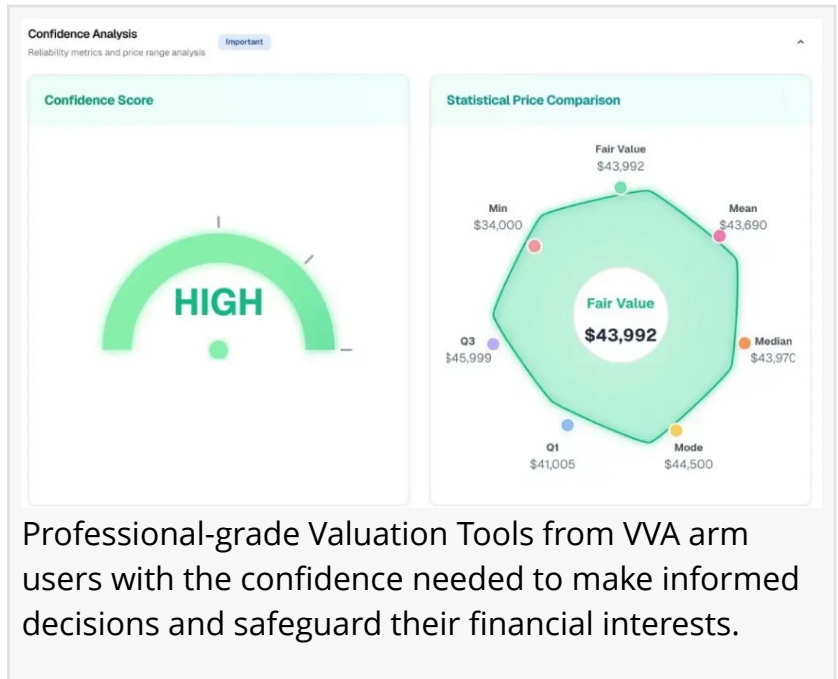 Confidence Analysis
Important
Reliability metrics and price range analysis
Confidence Score
HIGH
Statistical Price Comparison
Fair Value
$43,992
Min
$34,000
Mean
$43,690
Fair Value
$43,992
Q3
$45,999
Median
$43,970
Q1
$41,005
Mode
$44,500
Professional-grade Valuation Tools from VVA arm
users with the confidence needed to make informed
decisions and safeguard their financial interests.